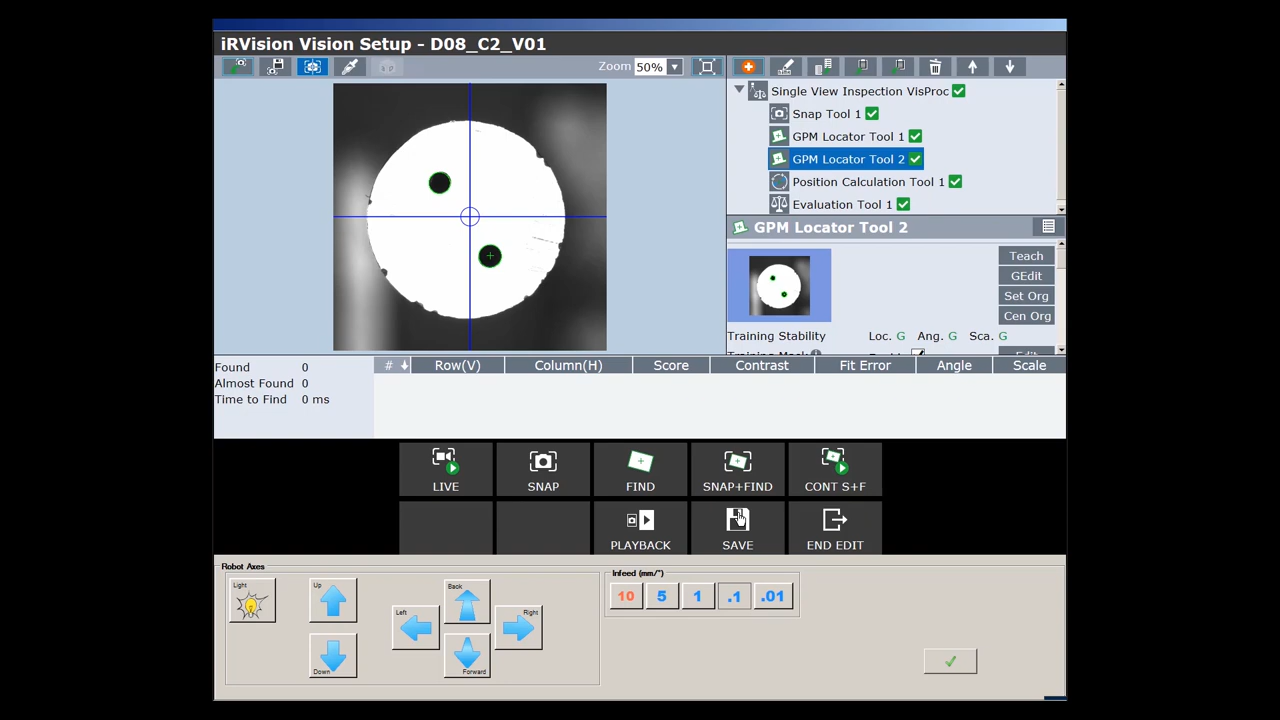 iRVision Vision Setup - D08_C2_V01
Zoom 50%
Single View Inspection VisProc
Snap Tool 1
GPM Locator Tool 1
GPM Locator Tool 2
Position Calculation Tool 1
Evaluation Tool 1
GPM Locator Tool 2
Teach
GEdit
Set Org
Cen Org
Training Stability Loc. G Ang. G Sca. G
Found 0
Almost Found 0
Time to Find 0 ms
# Row(V) Column(H) Score Contrast Fit Error Angle Scale
LIVE SNAP FIND SNAP+FIND CONT S+F
PLAYBACK SAVE END EDIT
Robot Axes
Light
Up
Down
Left
Back
Forward
Right
Infeed (mm/°)
10 5 1 .1 .01